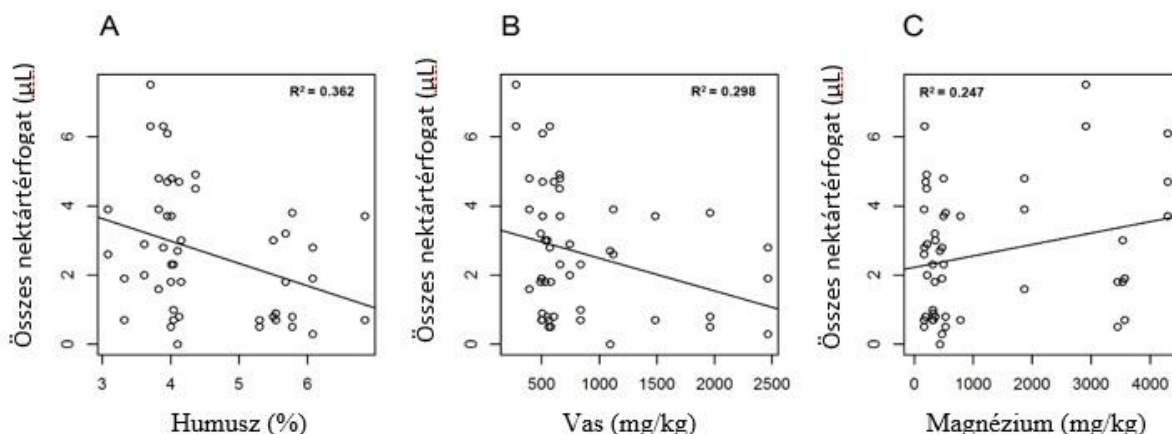 A
Összes nektártérfogat (µL)
R² = 0.362
0 2 4 6
3 4 5 6
Humusz (%)
B
Összes nektártérfogat (µL)
R² = 0.298
0 2 4 6
500 1000 1500 2000 2500
Vas (mg/kg)
C
Összes nektártérfogat (µL)
R² = 0.247
0 2 4 6
0 1000 2000 3000 4000
Magnézium (mg/kg)